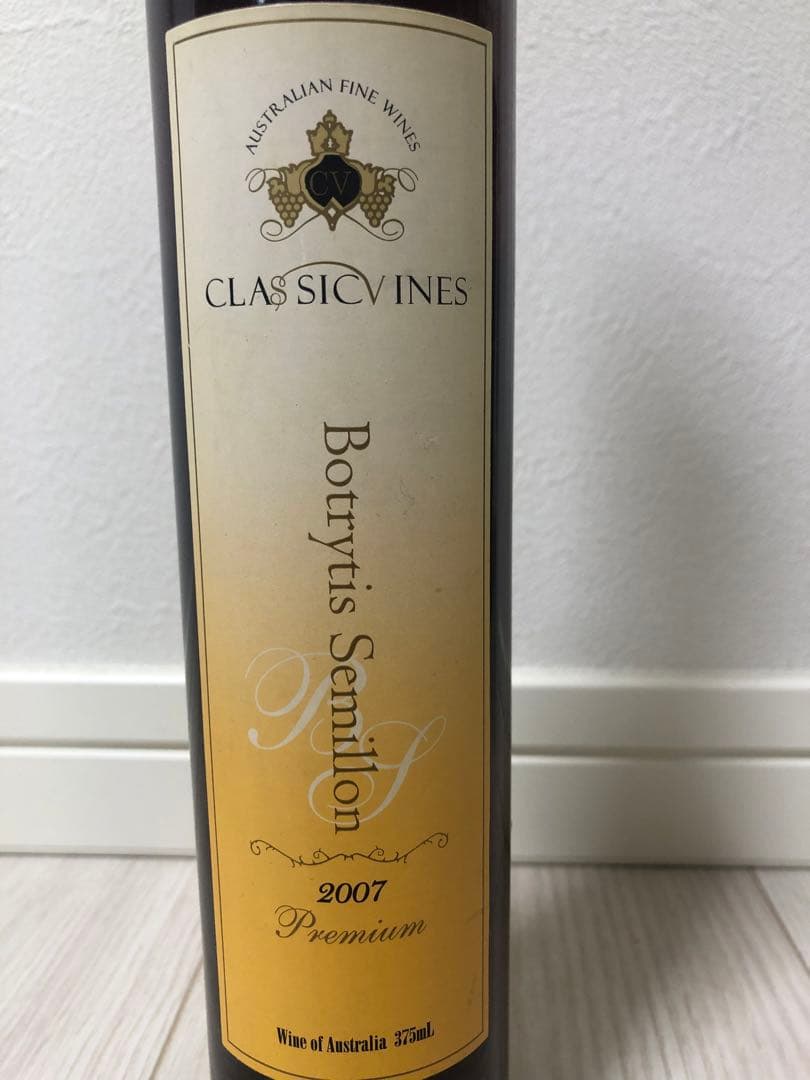 AUSTRALIAN FINE WINES
CV
CLASSICVINES
Botrytis Semillon
BS
2007
Premium
Wine of Australia 375mL